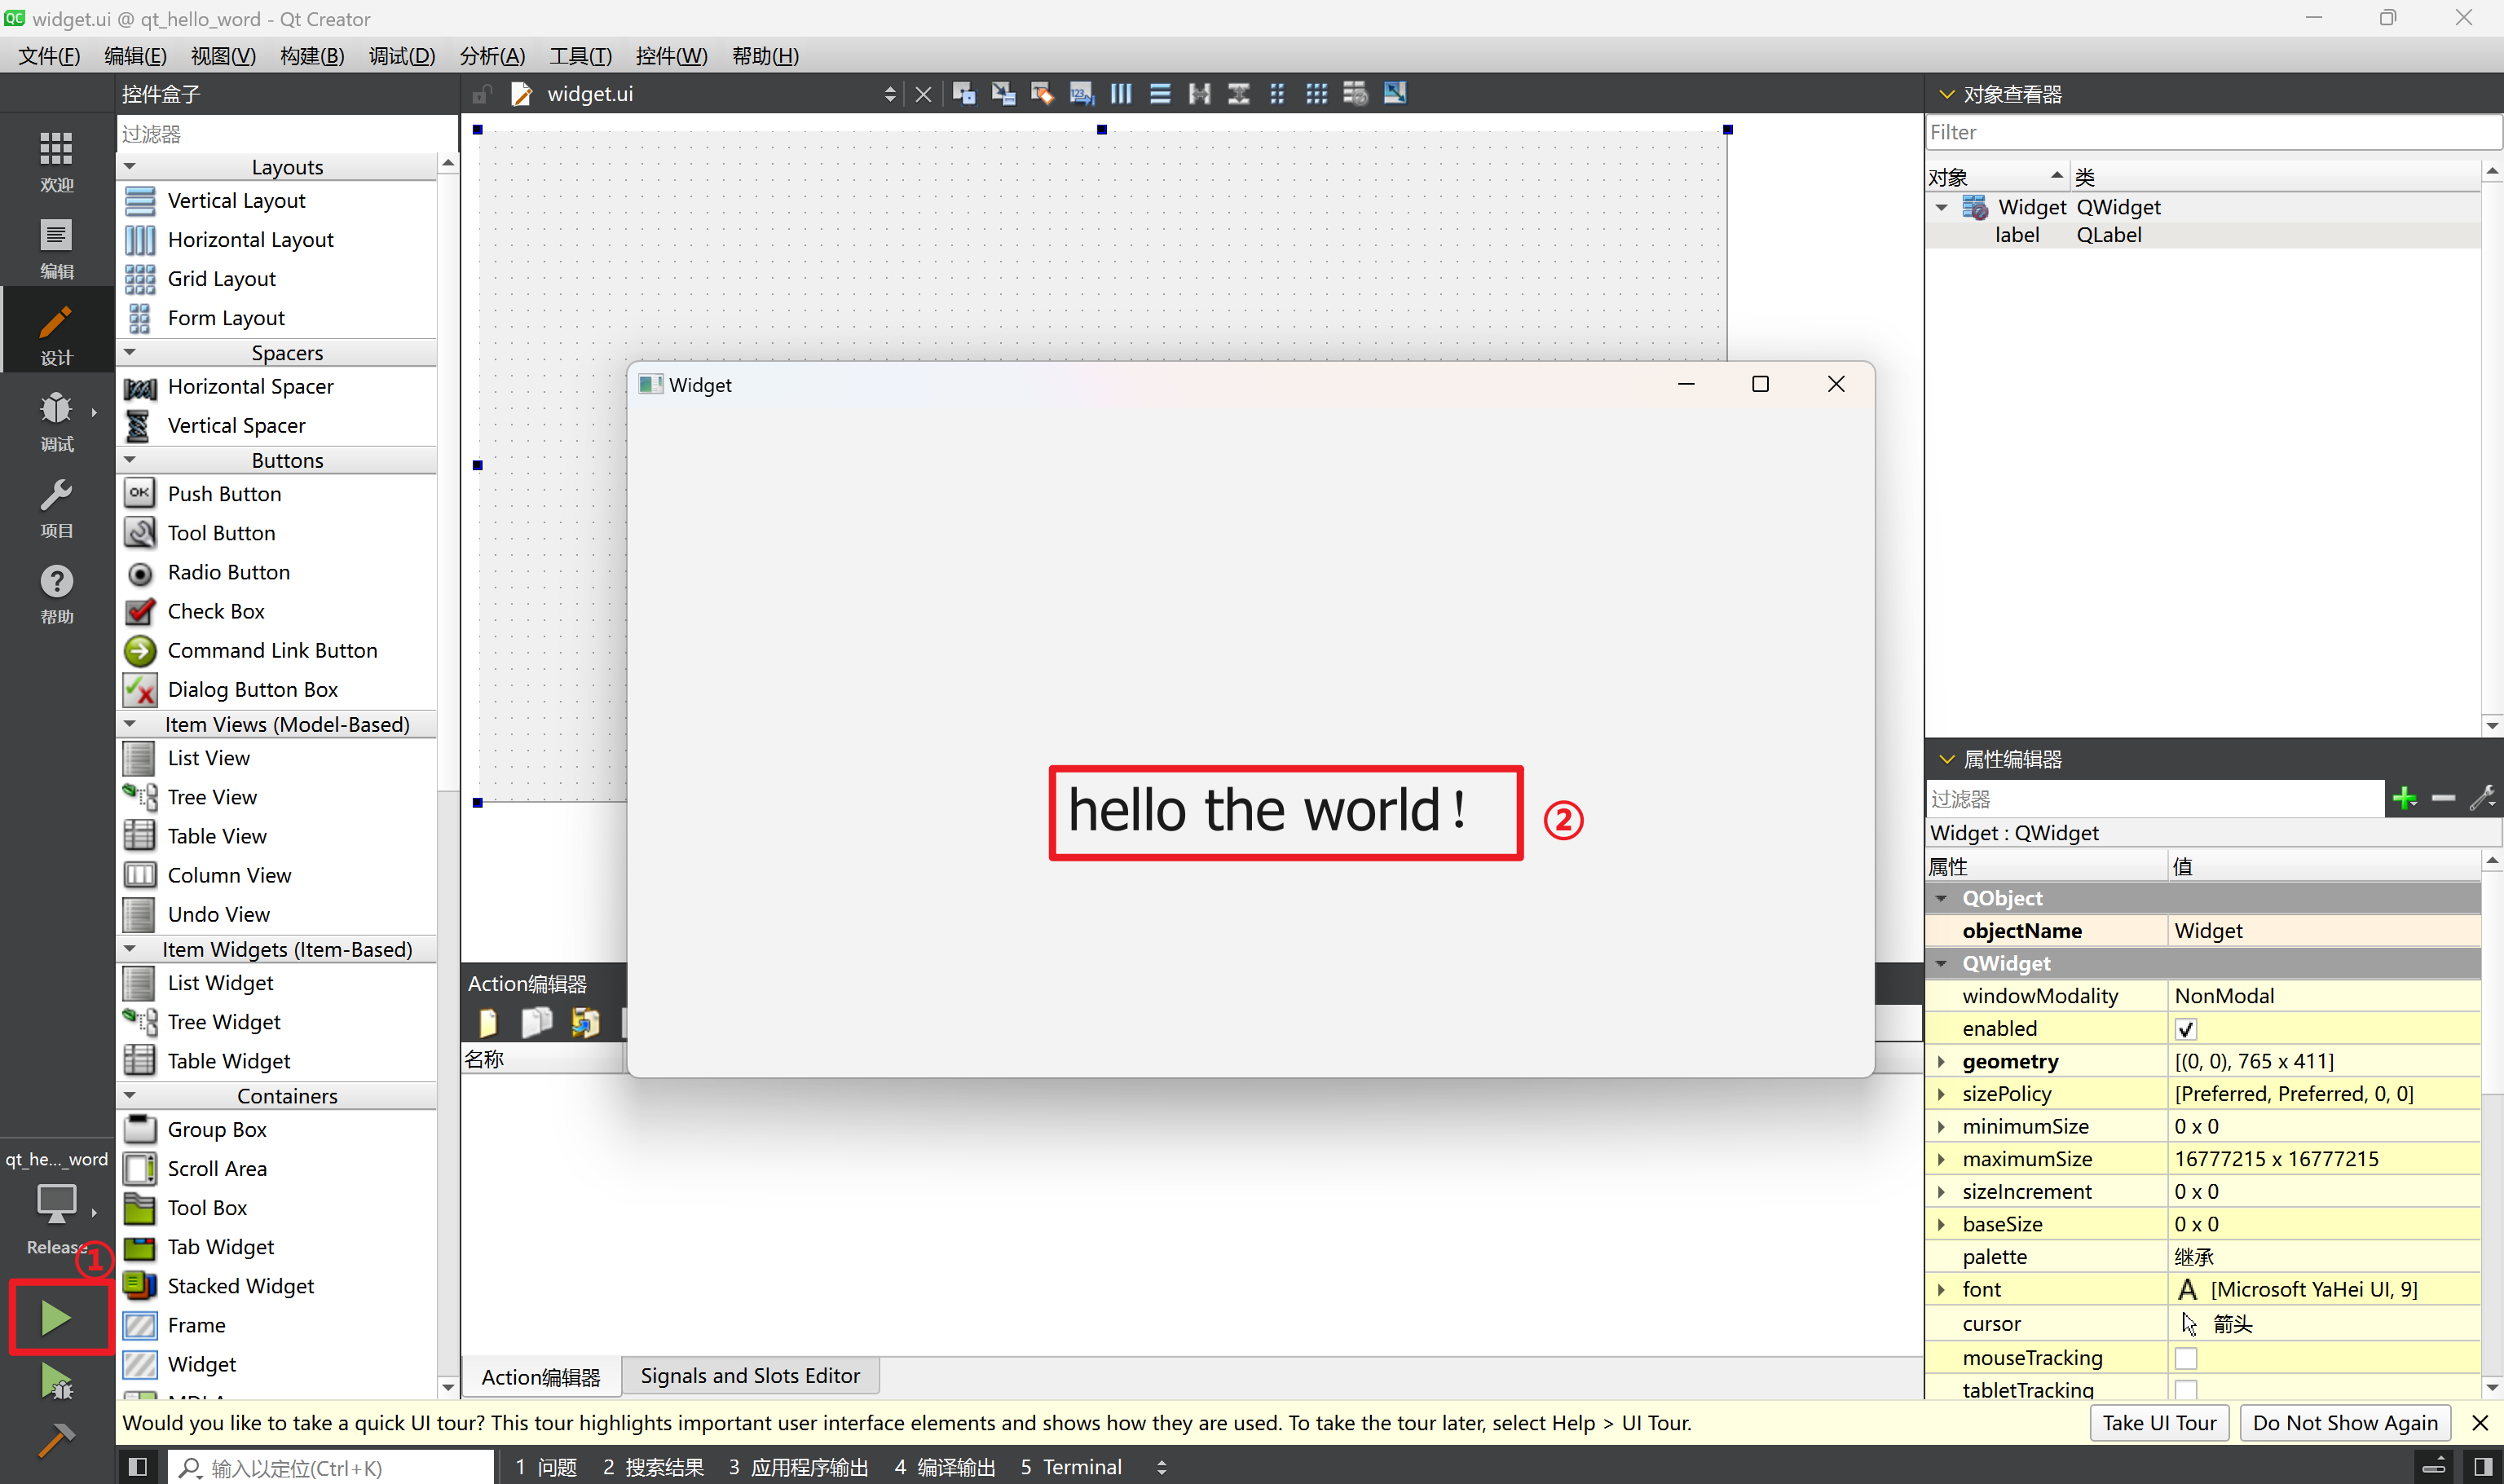 widget.ui @ qt_hello_word - Qt Creator
文件(F) 编辑(E) 视图(V) 构建(B) 调试(D) 分析(A) 工具(T) 控件(W) 帮助(H)
控件盒子
widget.ui
对象查看器
欢迎
编辑
设计
调试
项目
帮助
qt_he..._word
Release
①
过滤器
Layouts
Vertical Layout
Horizontal Layout
Grid Layout
Form Layout
Spacers
Horizontal Spacer
Vertical Spacer
Buttons
OK Push Button
Tool Button
Radio Button
Check Box
Command Link Button
Dialog Button Box
Item Views (Model-Based)
List View
Tree View
Table View
Column View
Undo View
Item Widgets (Item-Based)
List Widget
Tree Widget
Table Widget
Containers
Group Box
Scroll Area
Tool Box
Tab Widget
Stacked Widget
Frame
Widget
Widget
hello the world!
②
Action编辑器
名称
Action编辑器 Signals and Slots Editor
Filter
对象 类
Widget QWidget
label QLabel
属性编辑器
过滤器
Widget : QWidget
属性 值
QObject
objectName Widget
QWidget
windowModality NonModal
enabled
geometry [(0, 0), 765 x 411]
sizePolicy [Preferred, Preferred, 0, 0]
minimumSize 0 x 0
maximumSize 16777215 x 16777215
sizeIncrement 0 x 0
baseSize 0 x 0
palette 继承
font A [Microsoft YaHei UI, 9]
cursor 箭头
mouseTracking
tabletTracking
Would you like to take a quick UI tour? This tour highlights important user interface elements and shows how they are used. To take the tour later, select Help > UI Tour.
Take UI Tour Do Not Show Again
输入以定位(Ctrl+K) 1 问题 2 搜索结果 3 应用程序输出 4 编译输出 5 Terminal